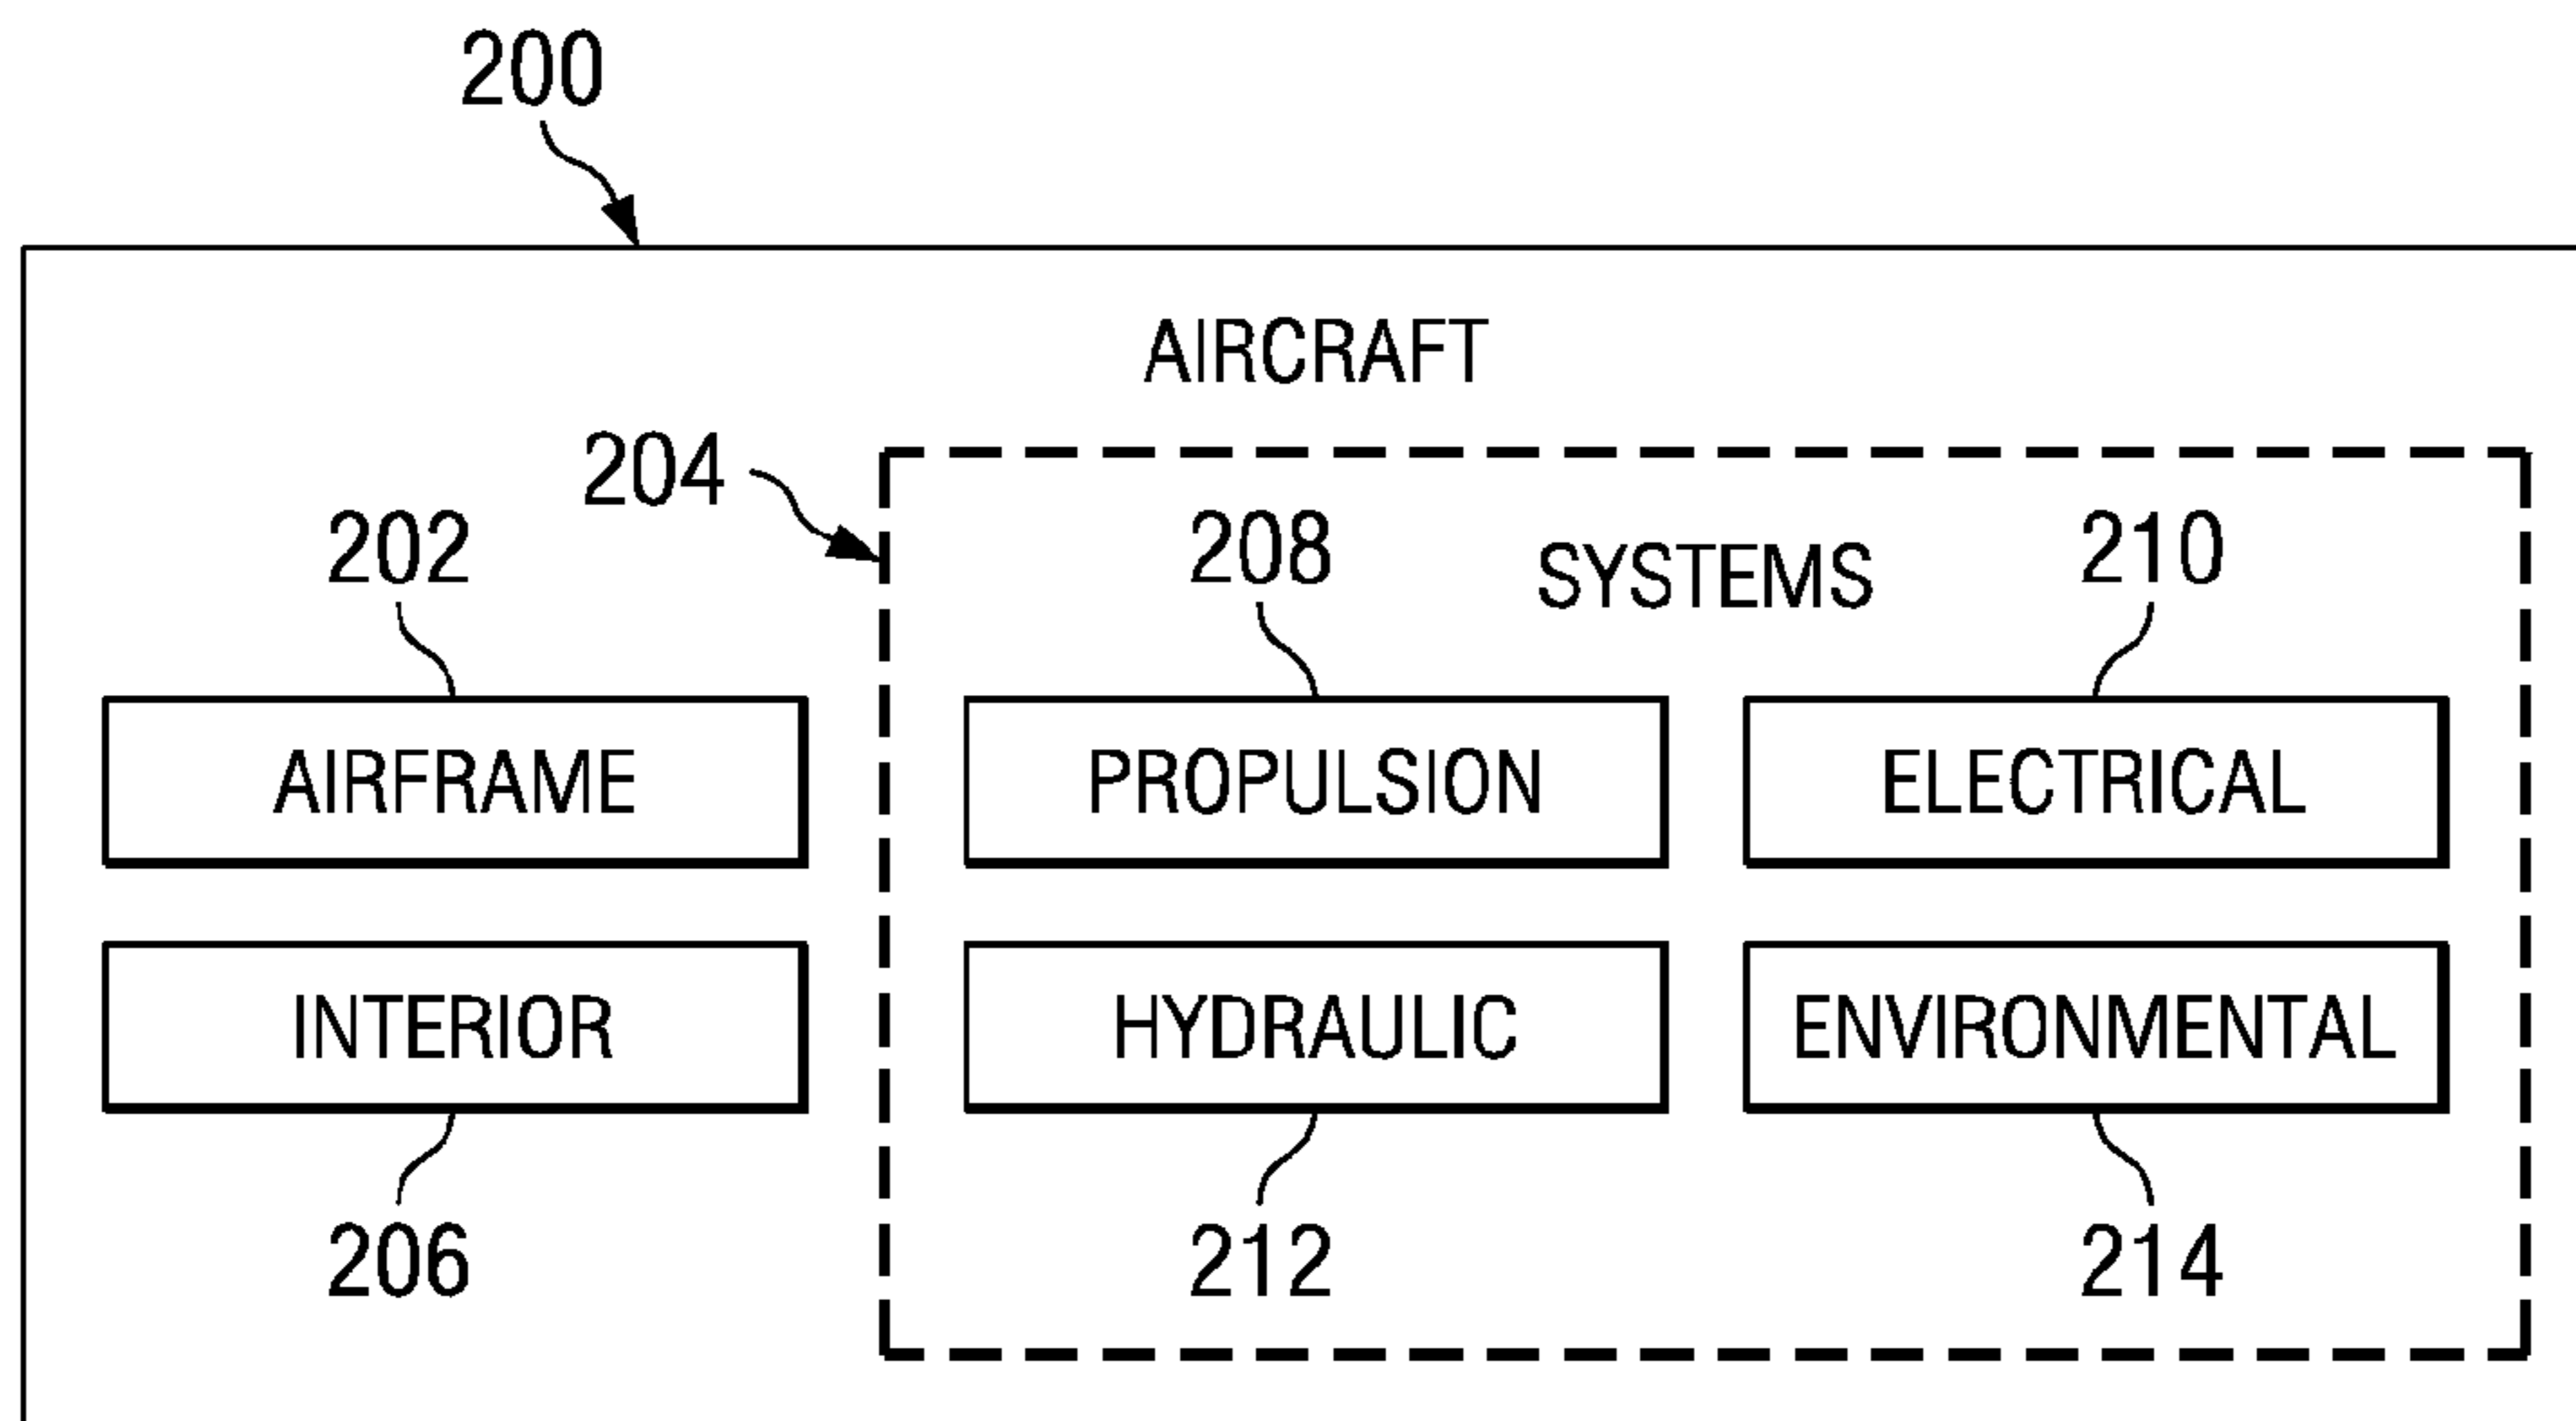 200
AIRCRAFT
204
202
208
SYSTEMS
210
AIRFRAME
PROPULSION
ELECTRICAL
INTERIOR
HYDRAULIC
ENVIRONMENTAL
206
212
214